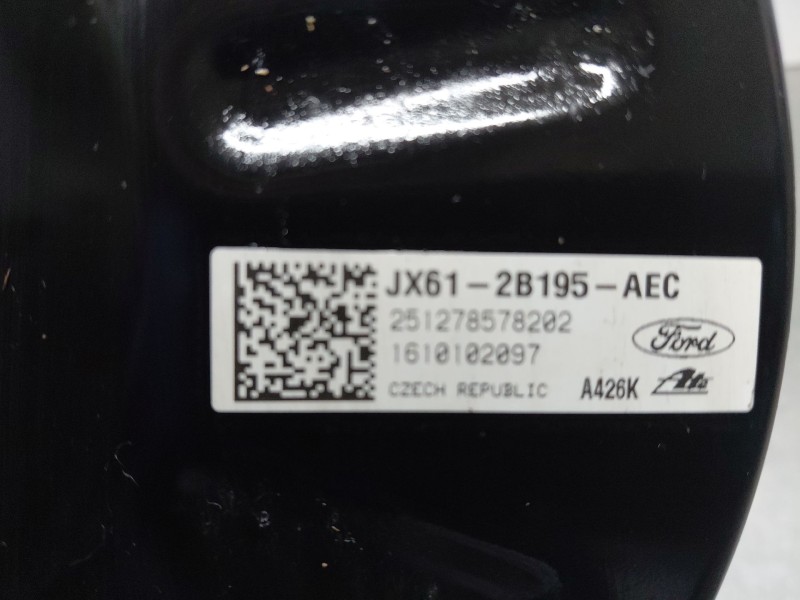 JX61-2B195-AEC
251278578202
1610102097
Ford
CZECH REPUBLIC A426K Ate